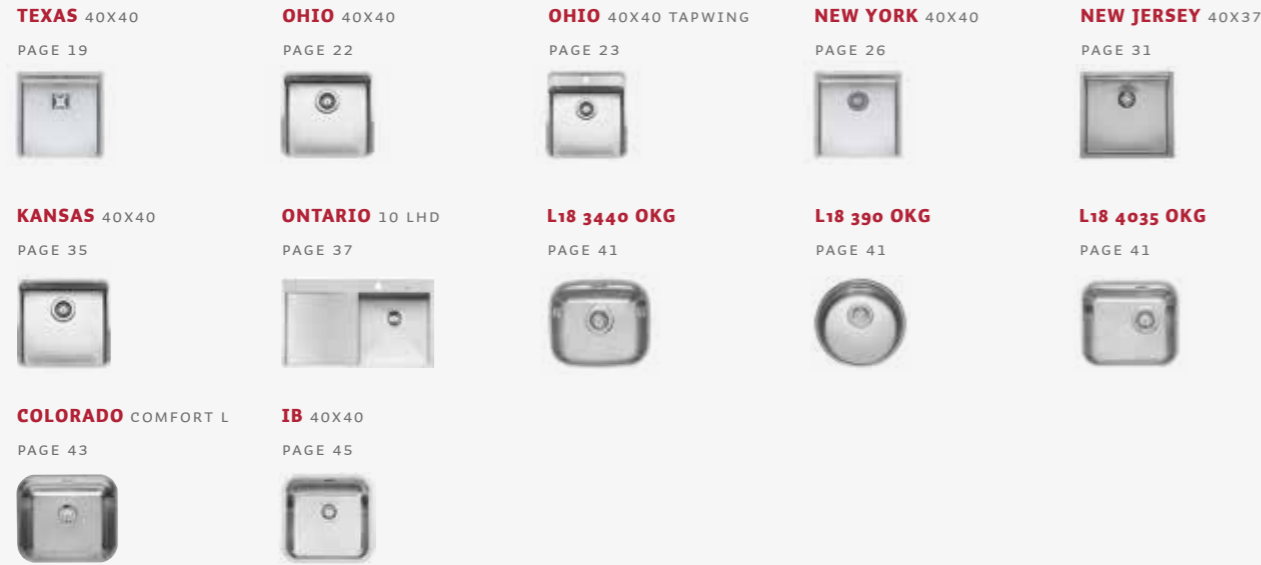 TEXAS 40X40
PAGE 19
OHIO 40X40
PAGE 22
OHIO 40X40 TAPWING
PAGE 23
NEW YORK 40X40
PAGE 26
NEW JERSEY 40X37
PAGE 31
KANSAS 40X40
PAGE 35
ONTARIO 10 LHD
PAGE 37
L18 3440 OKG
PAGE 41
L18 390 OKG
PAGE 41
L18 4035 OKG
PAGE 41
COLORADO COMFORT L
PAGE 43
IB 40X40
PAGE 45